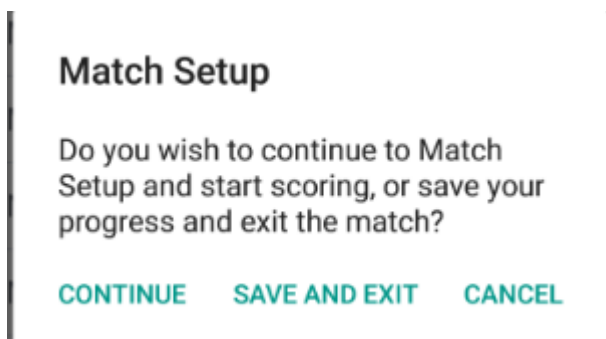 Match Setup
Do you wish to continue to Match
Setup and start scoring, or save your
progress and exit the match?
CONTINUE SAVE AND EXIT CANCEL